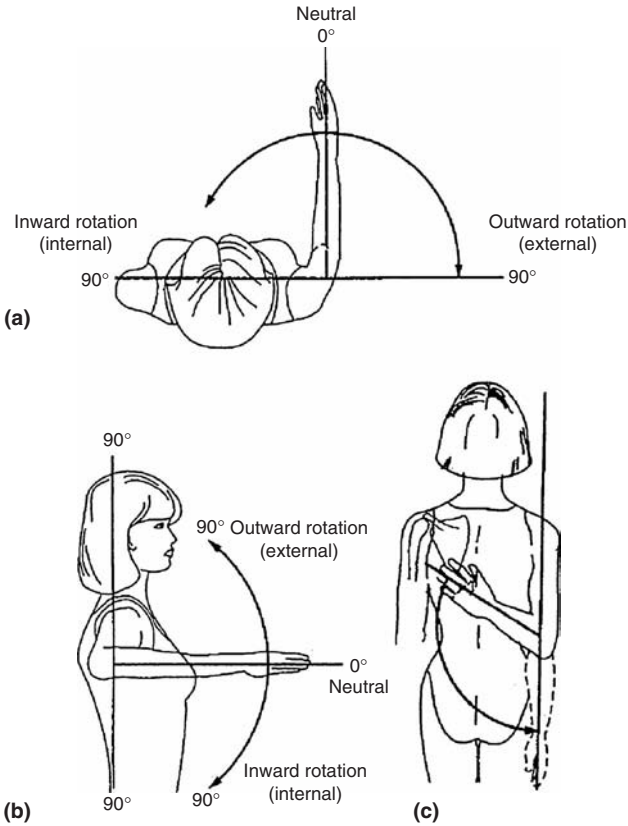 Neutral
0°
Inward rotation
(internal)
Outward rotation
(external)
90°
90°
(a)
90°
90° Outward rotation
(external)
0°
Neutral
Inward rotation
(internal)
90°
90°
(b)
(c)